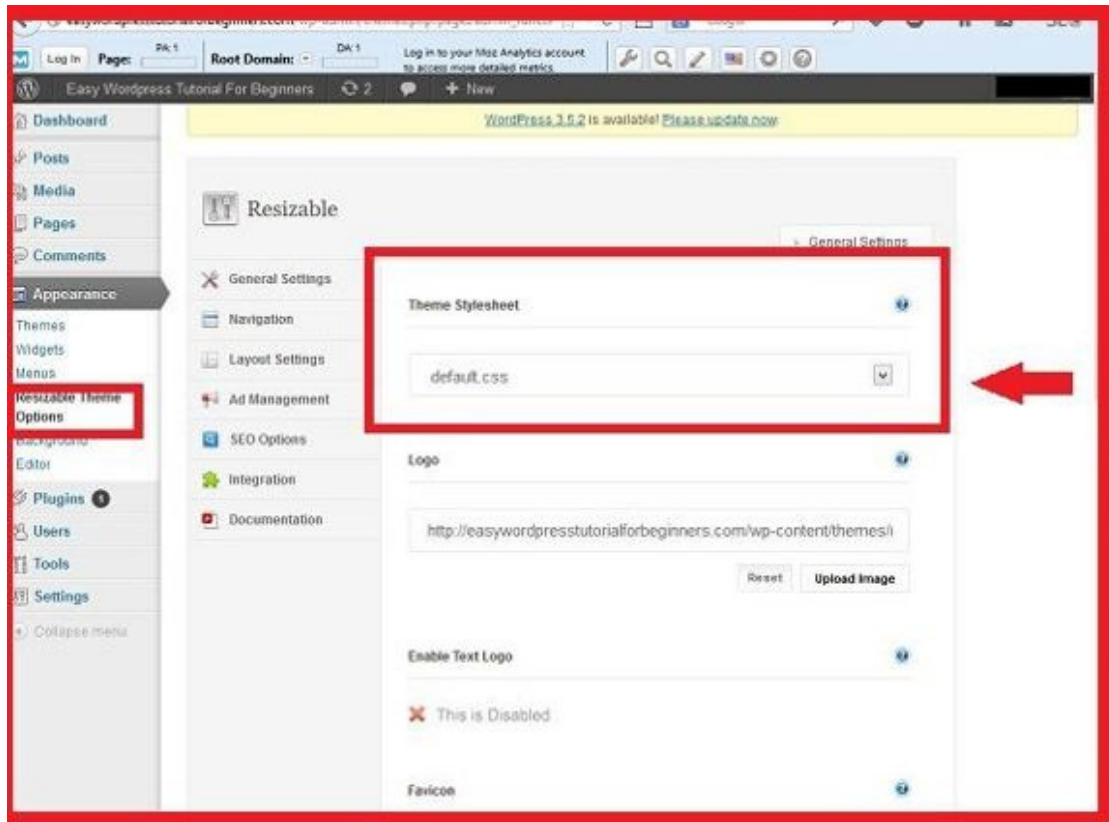 PA: 1
DA: 1
Log In Page:
Root Domain:
Log in to your Moz Analytics account
to access more detailed metrics.
Easy Wordpress Tutorial For Beginners 2 + New
WordPress 3.5.2 is available! Please update now.
Dashboard
Posts
Media
Pages
Comments
Appearance
Themes
Widgets
Menus
Resizable Theme
Options
Background
Editor
Plugins
Users
Tools
Settings
Collapse menu
Resizable
General Settings
General Settings
Navigation
Layout Settings
Ad Management
SEO Options
Integration
Documentation
Theme Stylesheet
default.css
Logo
http://easywordpresstutorialforbeginners.com/wp-content/themes/
Reset Upload Image
Enable Text Logo
This is Disabled
Favicon